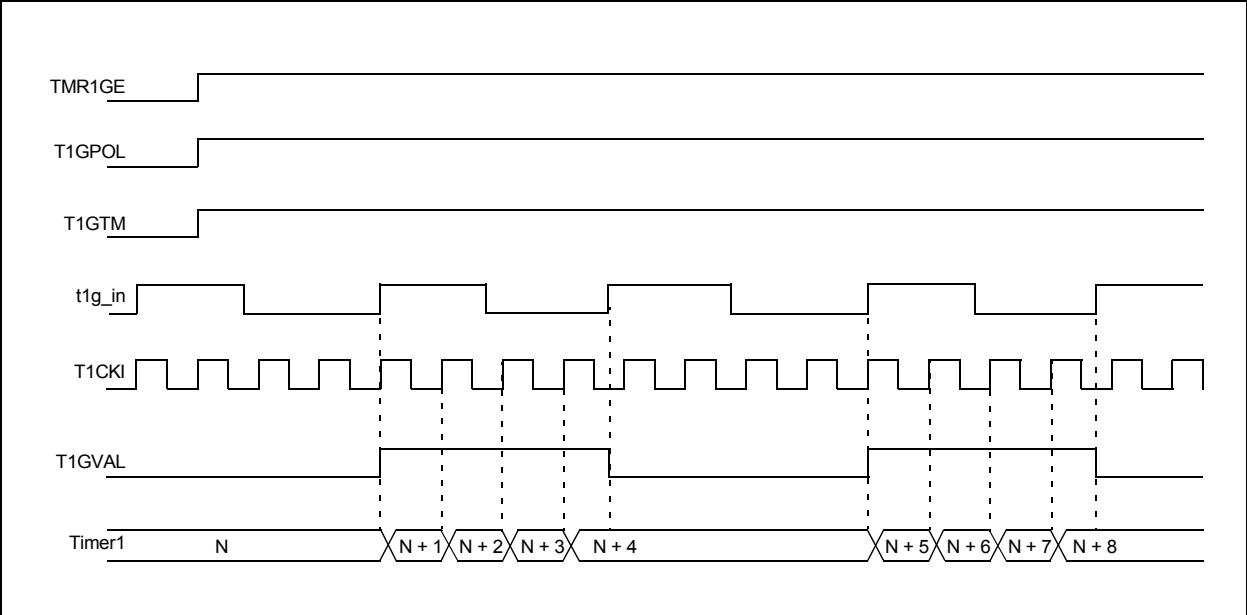 TMR1GE
T1GPOL
T1GTM
t1g_in
T1CKI
T1GVAL
Timer1 N N + 1 N + 2 N + 3 N + 4 N + 5 N + 6 N + 7 N + 8